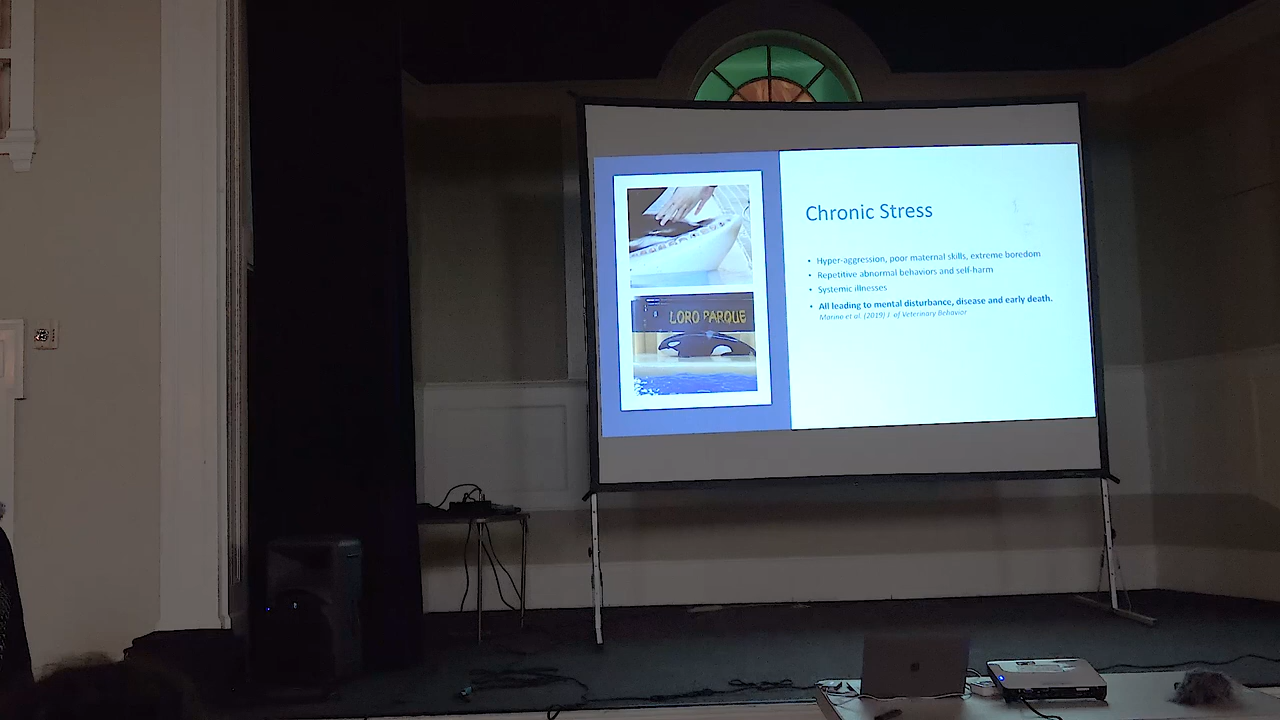 Chronic Stress
• Hyper-aggression, poor maternal skills, extreme boredom
• Repetitive abnormal behaviors and self-harm
• Systemic illnesses
• All leading to mental disturbance, disease and early death.
Marino et al. (2019) J of Veterinary Behavior
LORO PARQUE